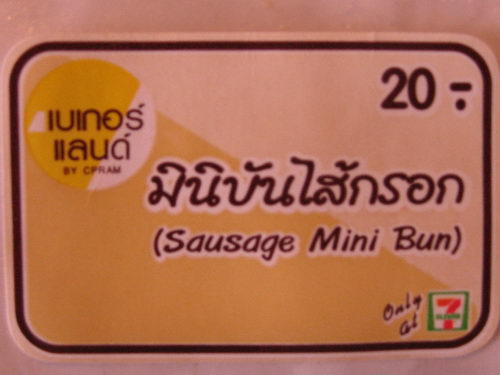 เบเกอร์
แลนด์
BY CPRAM
20.-
มินิบันไส้กรอก
(Sausage Mini Bun)
Only
at
7
ELEVEN